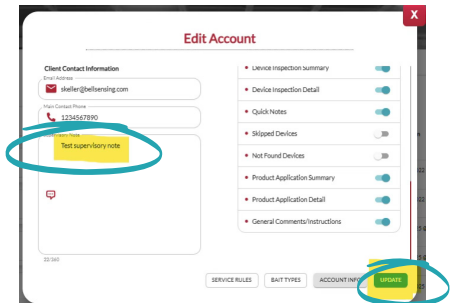 X
Edit Account
Client Contact Information
Email Address
skeller@bellsensing.com
Main Contact Phone
1234567890
Supervisory Note
Test supervisory note
22/360
Device Inspection Summary
Device Inspection Detail
Quick Notes
Skipped Devices
Not Found Devices
Product Application Summary
Product Application Detail
General Comments/Instructions
SERVICE RULES
BAIT TYPES
ACCOUNT INFO
UPDATE